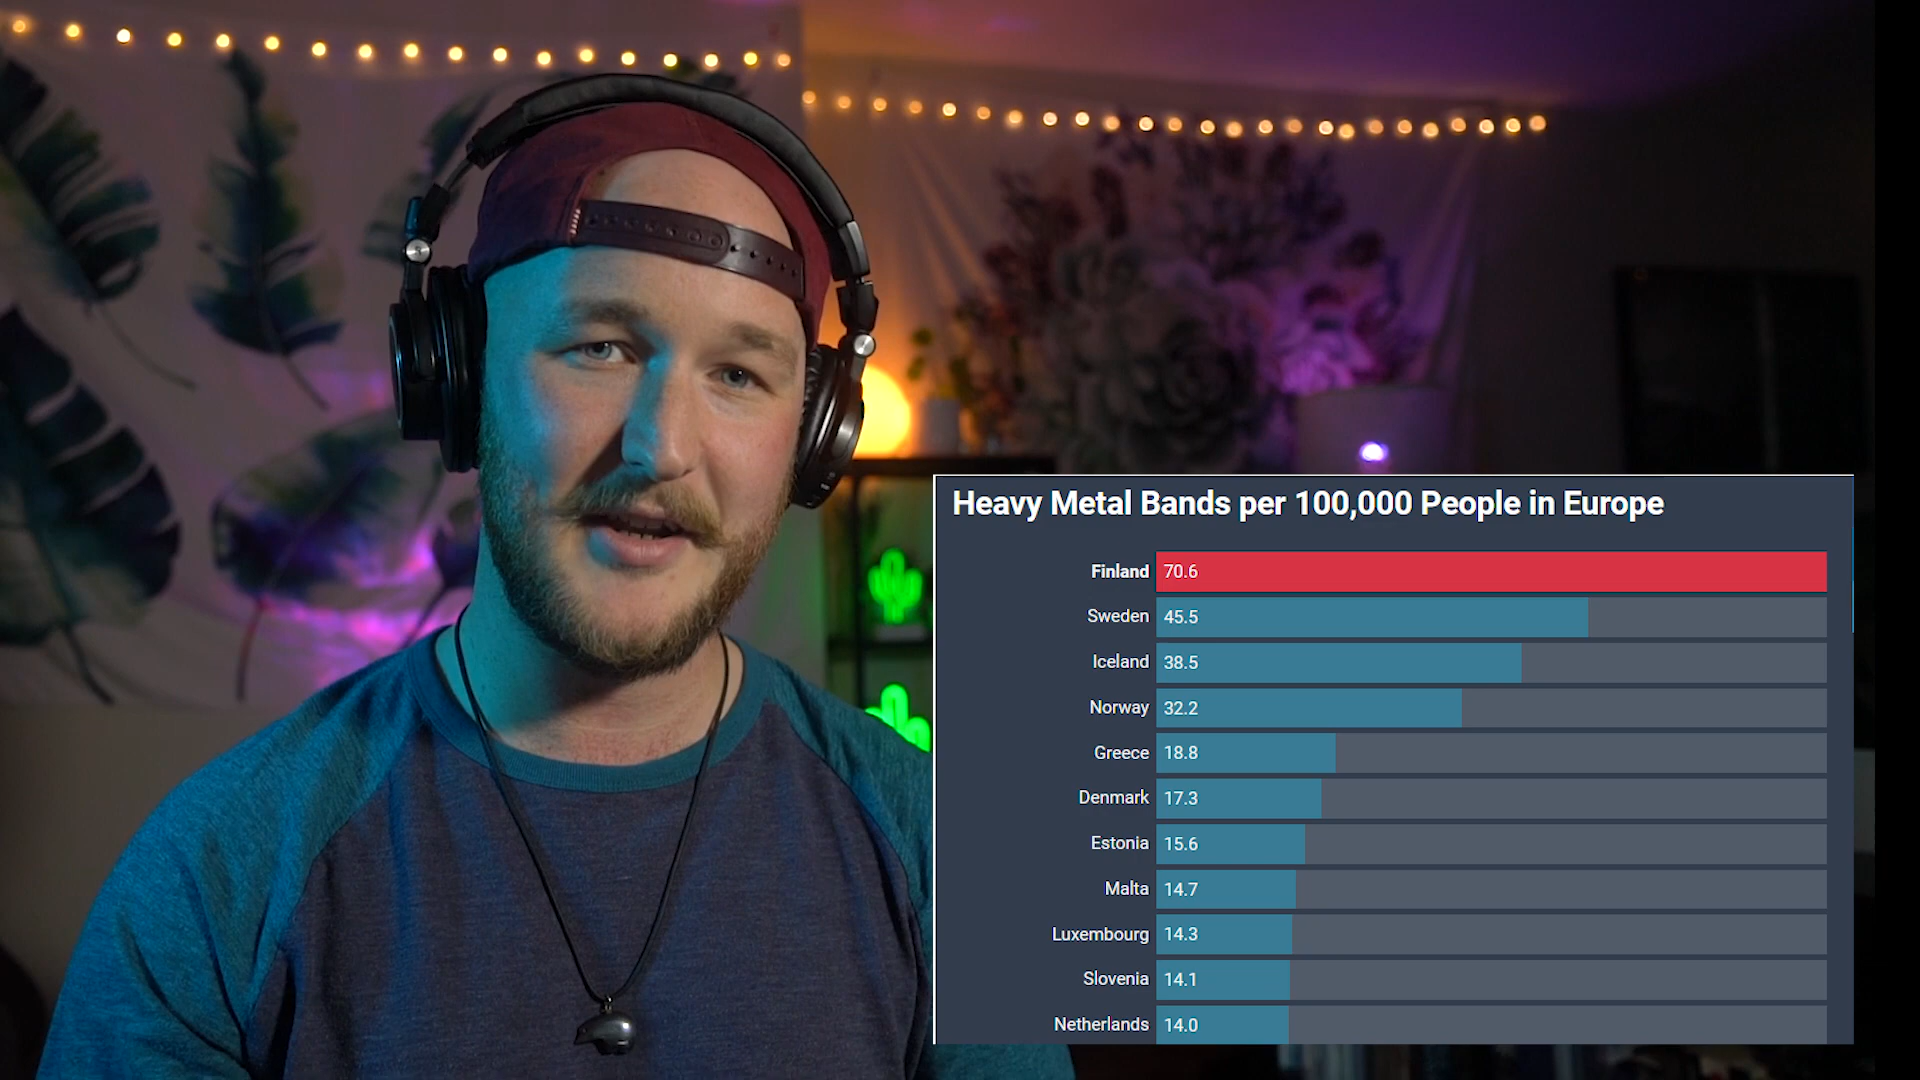 Heavy Metal Bands per 100,000 People in Europe
Finland 70.6
Sweden 45.5
Iceland 38.5
Norway 32.2
Greece 18.8
Denmark 17.3
Estonia 15.6
Malta 14.7
Luxembourg 14.3
Slovenia 14.1
Netherlands 14.0